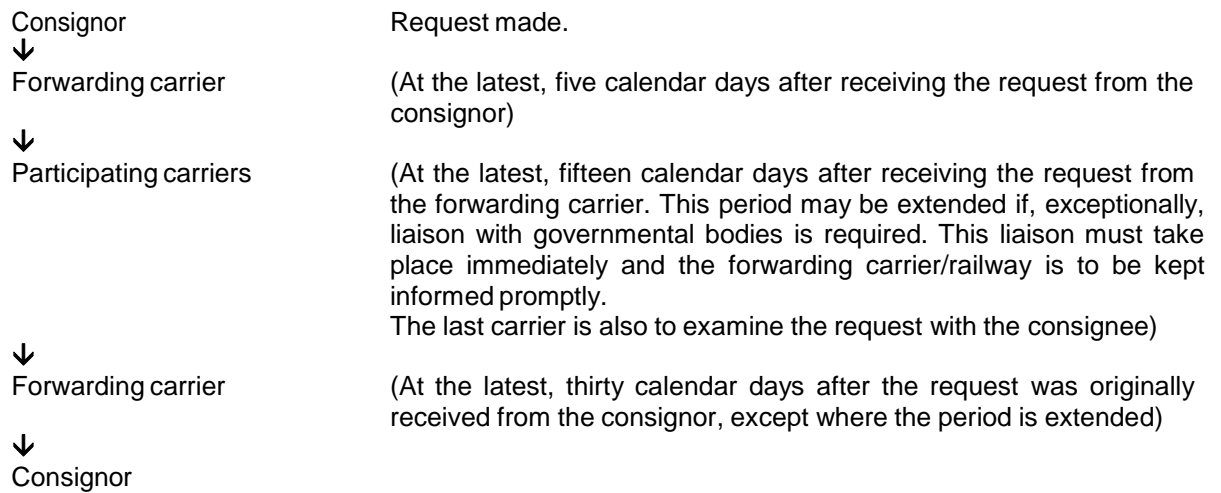 Consignor Request made.
↓
Forwarding carrier (At the latest, five calendar days after receiving the request from the
consignor)
↓
Participating carriers (At the latest, fifteen calendar days after receiving the request from
the forwarding carrier. This period may be extended if, exceptionally,
liaison with governmental bodies is required. This liaison must take
place immediately and the forwarding carrier/railway is to be kept
informed promptly.
The last carrier is also to examine the request with the consignee)
↓
Forwarding carrier (At the latest, thirty calendar days after the request was originally
received from the consignor, except where the period is extended)
↓
Consignor